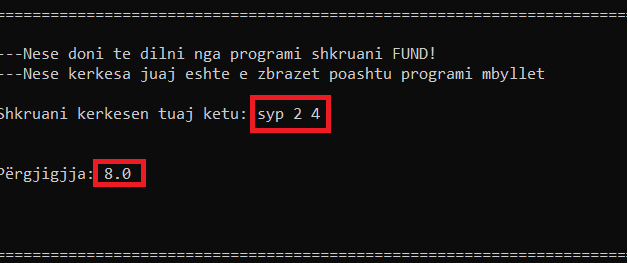 ---Nese doni te dilni nga programi shkruani FUND!
---Nese kerkesa juaj eshte e zbrazet poashtu programi mbyllet
Shkruani kerkesen tuaj ketu: syp 2 4
Përgjigjja: 8.0